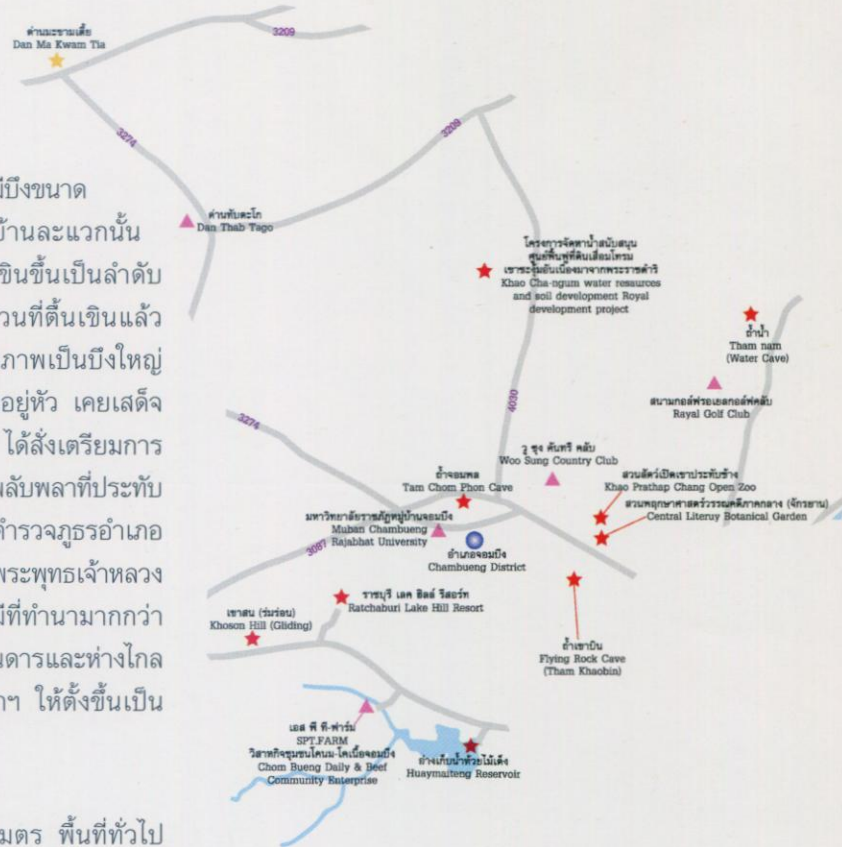 ด่านมะขามเตี้ย
Dan Ma Kwam Tia
3209
3274
3209
ด่านทับตะโก
Dan Thab Tago
มีบึงขนาด
บ้านละแวกนั้น
เขินขึ้นเป็นลำดับ
วนที่ตื้นเขินแล้ว
ภาพเป็นบึงใหญ่
อยู่หัว เคยเสด็จ
ได้สั่งเตรียมการ
พลับพลาที่ประทับ
ตำรวจภูธรอำเภอ
พระพุทธเจ้าหลวง
มีที่ทำนามากกว่า
นดารและห่างไกล
าฯ ให้ตั้งขึ้นเป็น
มตร พื้นที่ทั่วไป
โครงการจัดหาน้ำสนับสนุน
ศูนย์ฟื้นฟูที่ดินเสื่อมโทรม
เขาชะงุ้มอันเนื่องมาจากพระราชดำริ
Khao Cha-ngum water resources
and soil development Royal
development project
ถ้ำน้ำ
Tham nam
(Water Cave)
สนามกอล์ฟรอเยลกอล์ฟคลับ
Rayal Golf Club
4030
3274
วู ซุง คันทรี คลับ
Woo Sung Country Club
ถ้ำจอมพล
Tam Chom Phon Cave
สวนสัตว์เปิดเขาประทับช้าง
Khao Prathap Chang Open Zoo
สวนพฤกษาศาสตร์วรรณคดีภาคกลาง (จักรยาน)
Central Literuy Botanical Garden
มหาวิทยาลัยราชภัฏหมู่บ้านจอมบึง
Muban Chambueng
Rajabhat University
3087
อำเภอจอมบึง
Chambueng District
ราชบุรี เลค ฮิลล์ รีสอร์ท
Ratchaburi Lake Hill Resort
เขาสน (ร่มร่อน)
Khoson Hill (Gliding)
ถ้ำเขาบิน
Flying Rock Cave
(Tham Khaobin)
เอส พี ที-ฟาร์ม
SPT.FARM
วิสาหกิจชุมชนโคนม-โคเนื้อจอมบึง
Chom Bueng Daily & Beef
Community Enterprise
อ่างเก็บน้ำห้วยไม้เต็ง
Huaymaiteng Reservoir